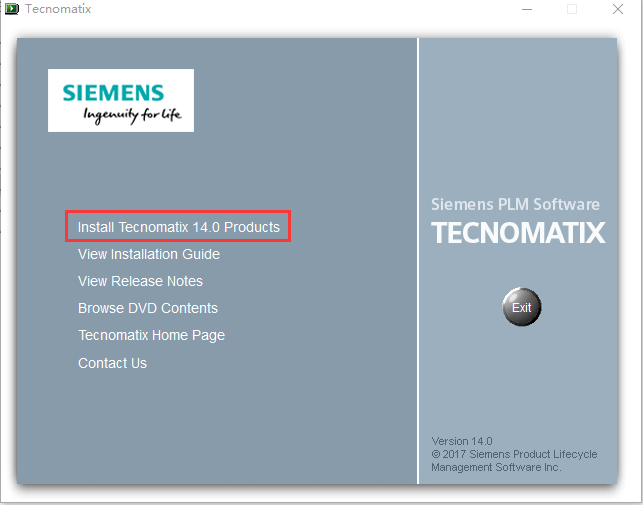 Tecnomatix
SIEMENS
Ingenuity for life
Install Tecnomatix 14.0 Products
View Installation Guide
View Release Notes
Browse DVD Contents
Tecnomatix Home Page
Contact Us
Siemens PLM Software
TECNOMATIX
Exit
Version 14.0
© 2017 Siemens Product Lifecycle
Management Software Inc.